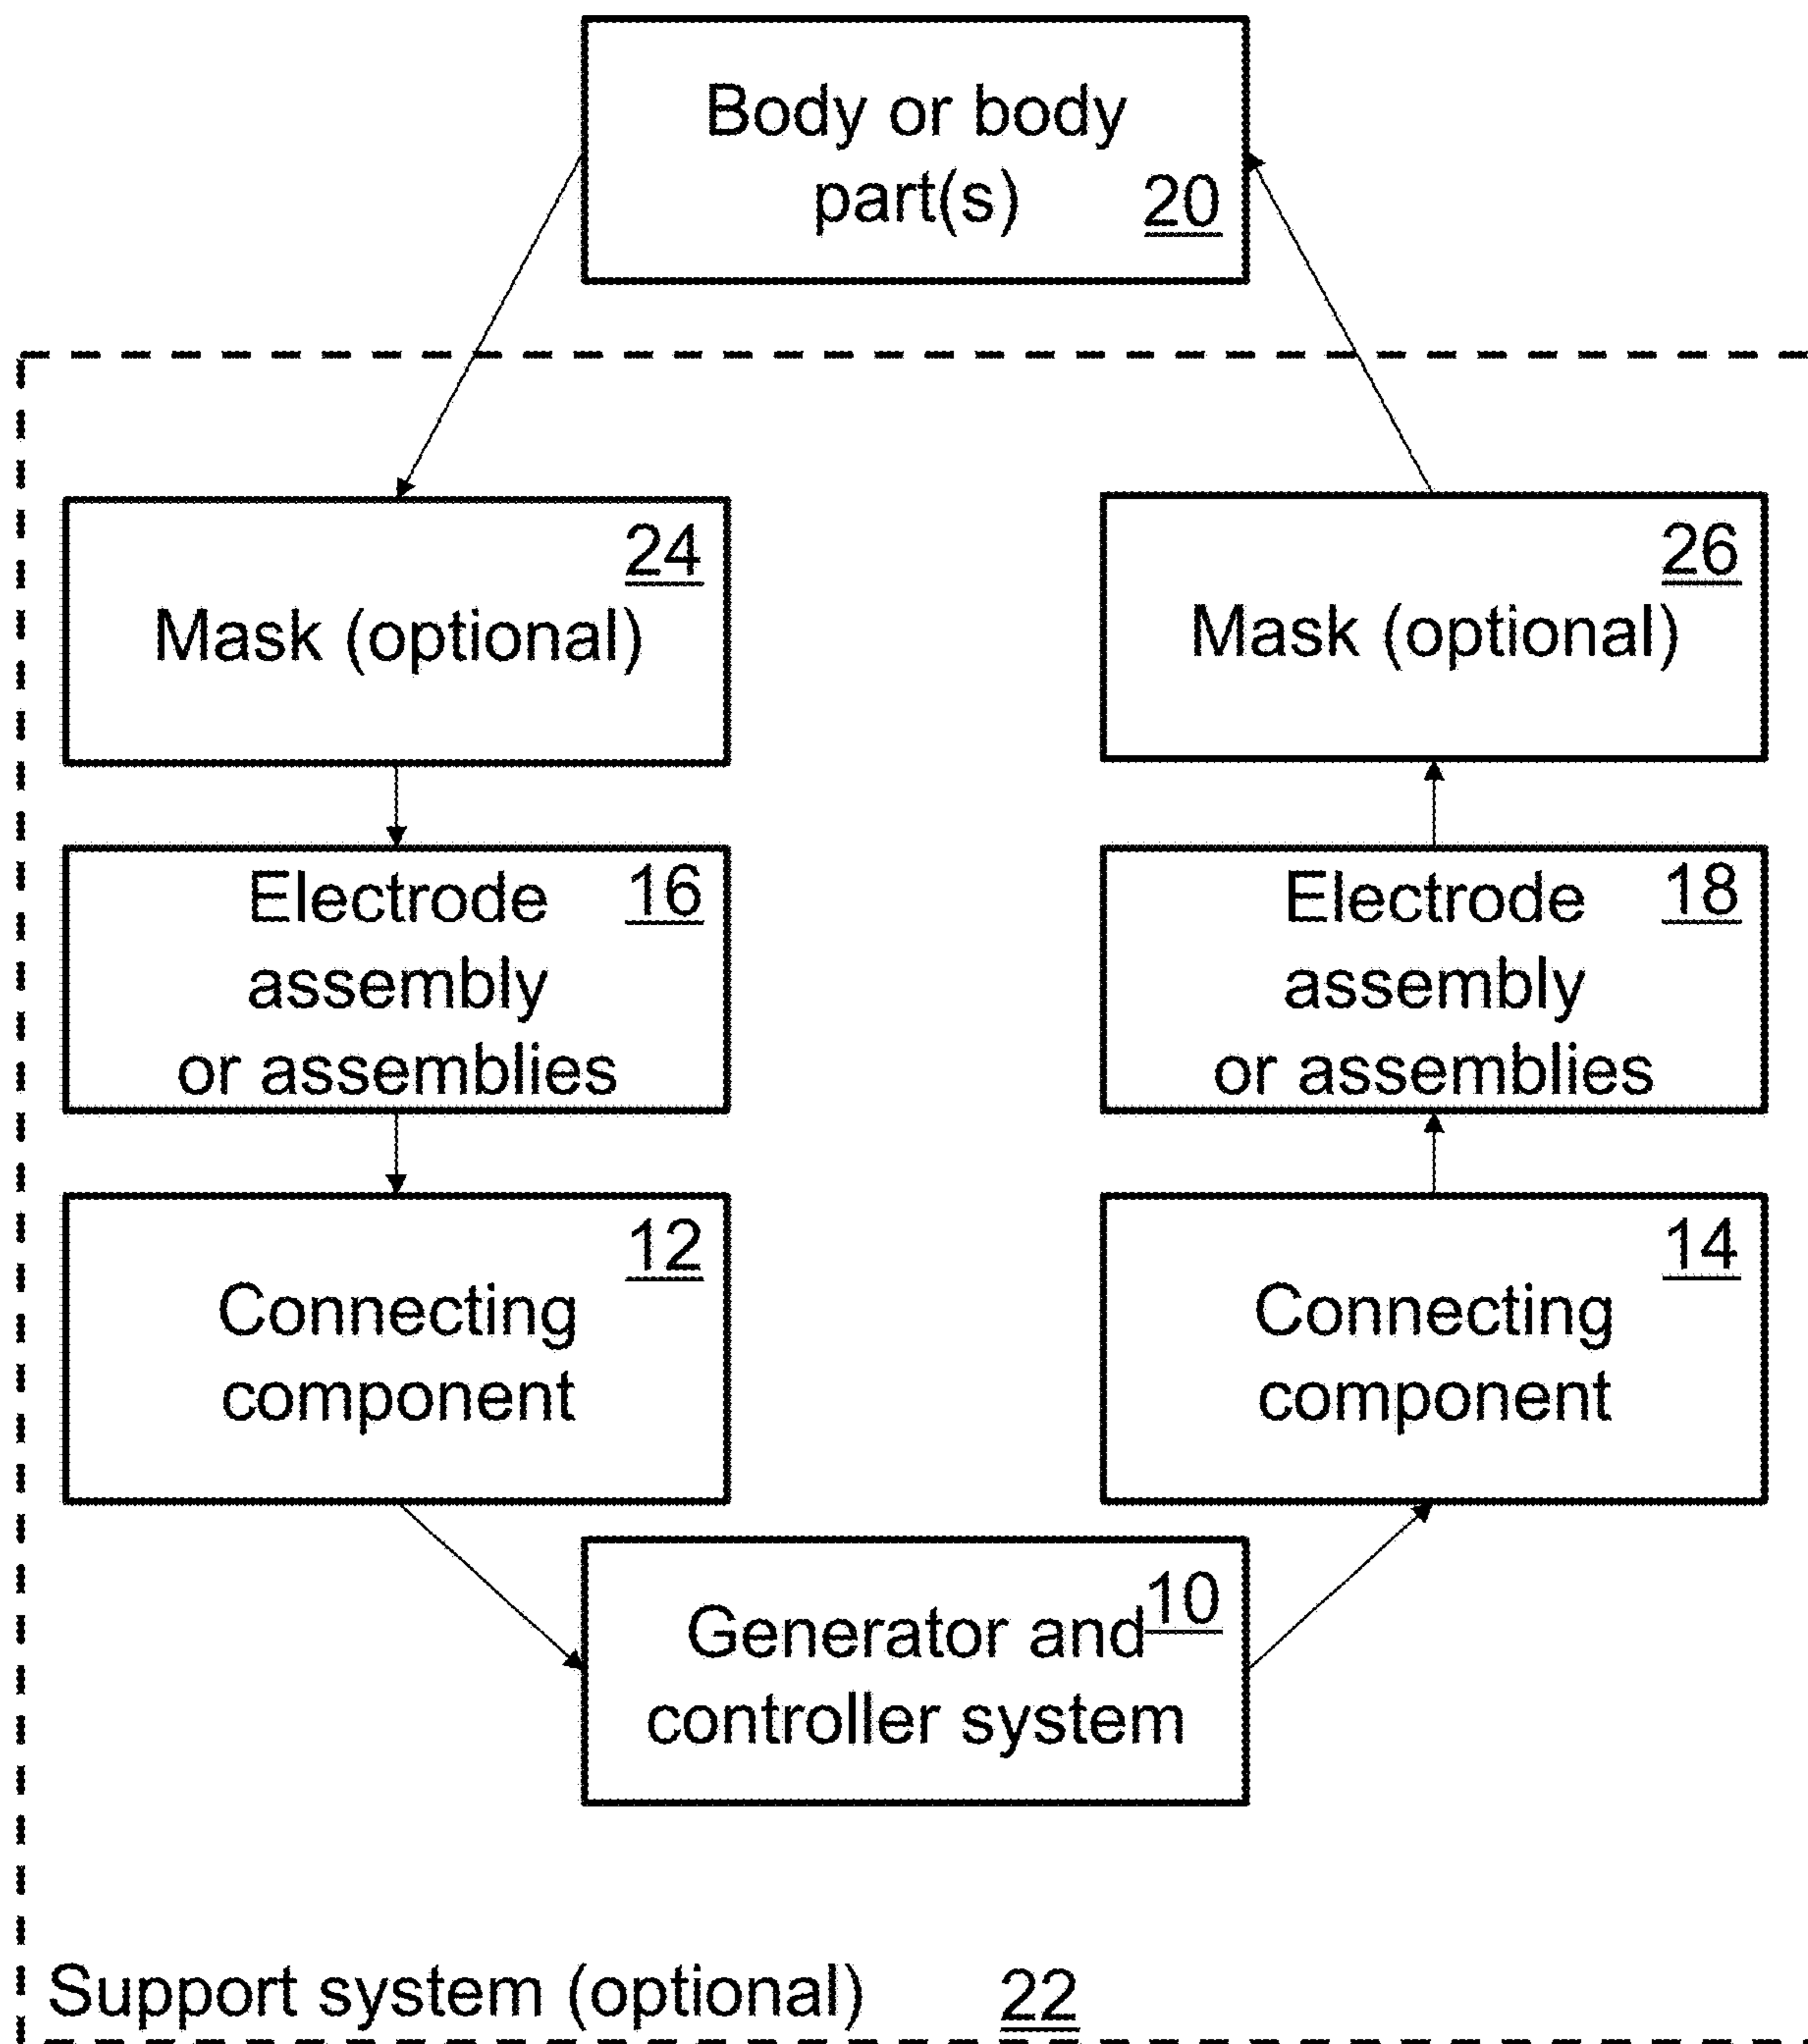 Body or body
part(s) 20
24
Mask (optional)
26
Mask (optional)
Electrode 16
assembly
or assemblies
Electrode 18
assembly
or assemblies
12
Connecting
component
14
Connecting
component
Generator and 10
controller system
Support system (optional) 22